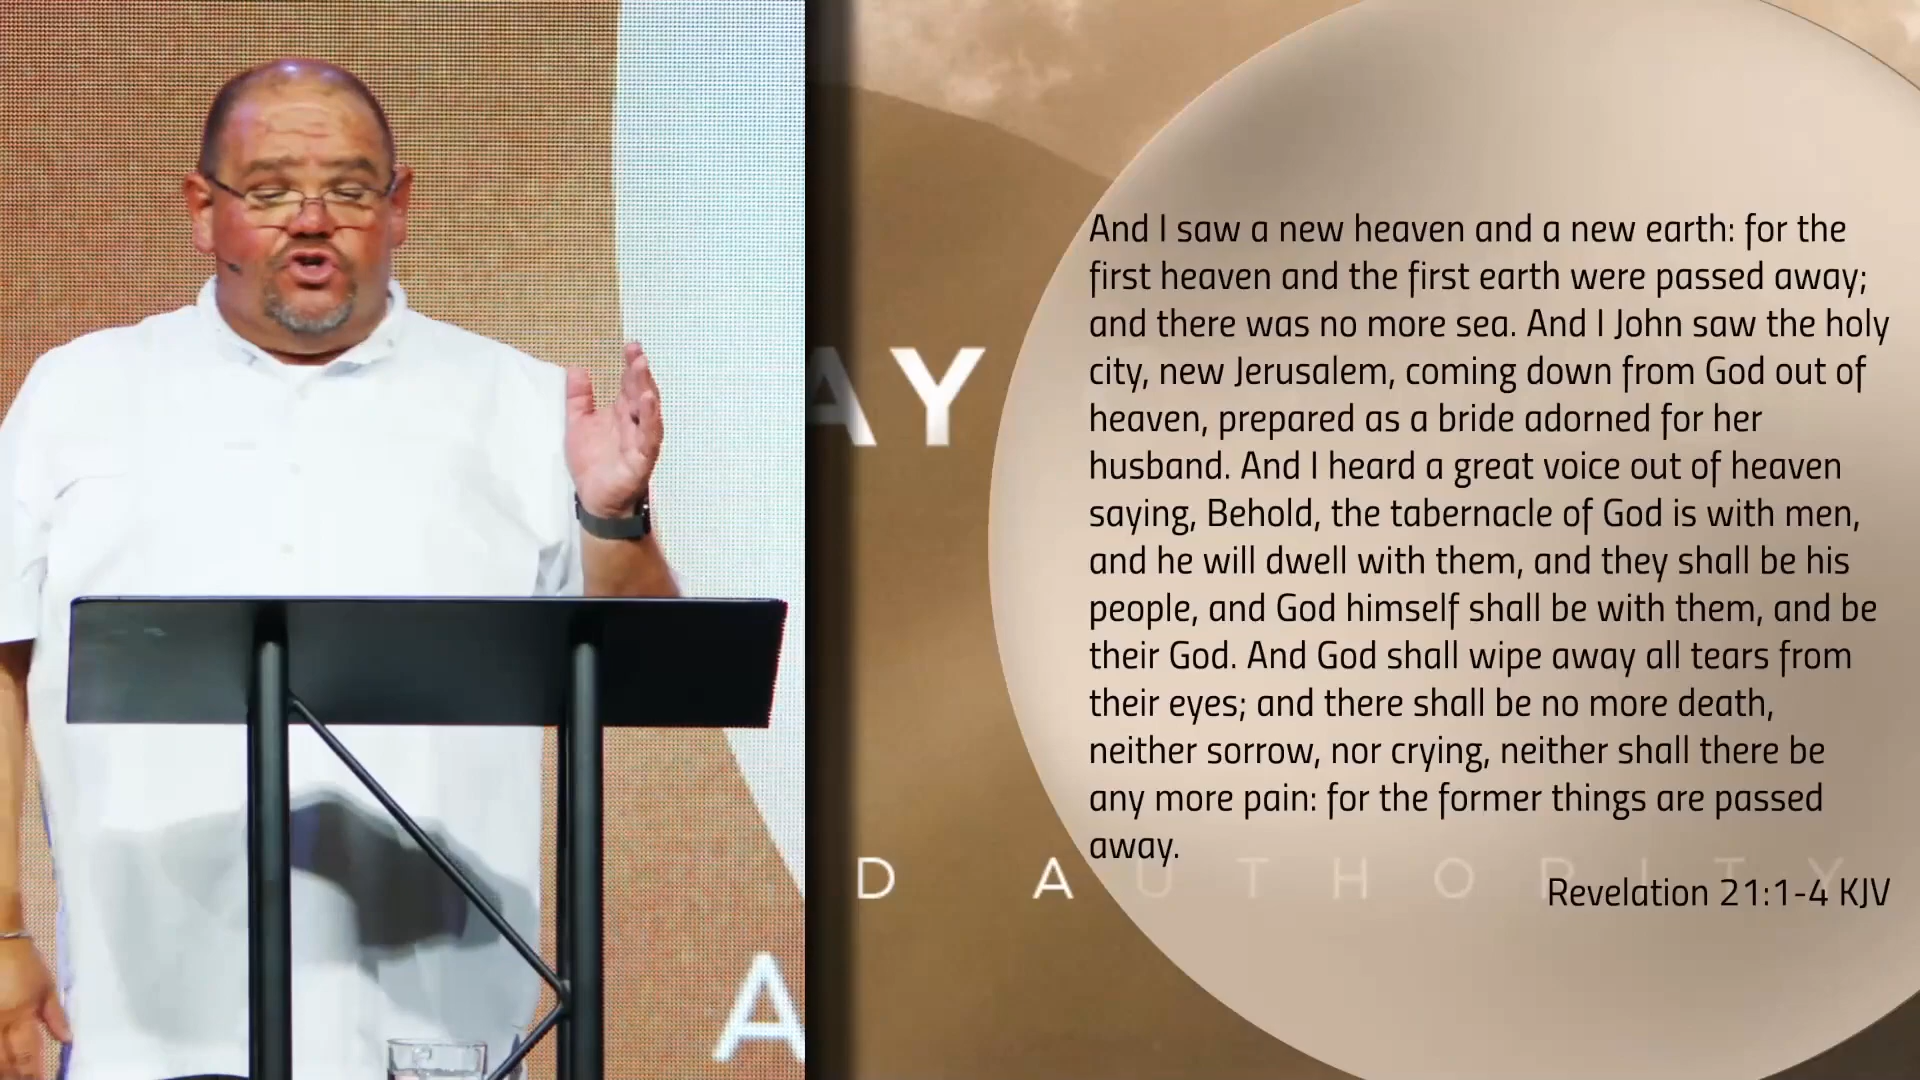 And I saw a new heaven and a new earth: for the
first heaven and the first earth were passed away;
and there was no more sea. And I John saw the holy
city, new Jerusalem, coming down from God out of
heaven, prepared as a bride adorned for her
husband. And I heard a great voice out of heaven
saying, Behold, the tabernacle of God is with men,
and he will dwell with them, and they shall be his
people, and God himself shall be with them, and be
their God. And God shall wipe away all tears from
their eyes; and there shall be no more death,
neither sorrow, nor crying, neither shall there be
any more pain: for the former things are passed
away.
Revelation 21:1-4 KJV
AY
D AUTHORITY
A